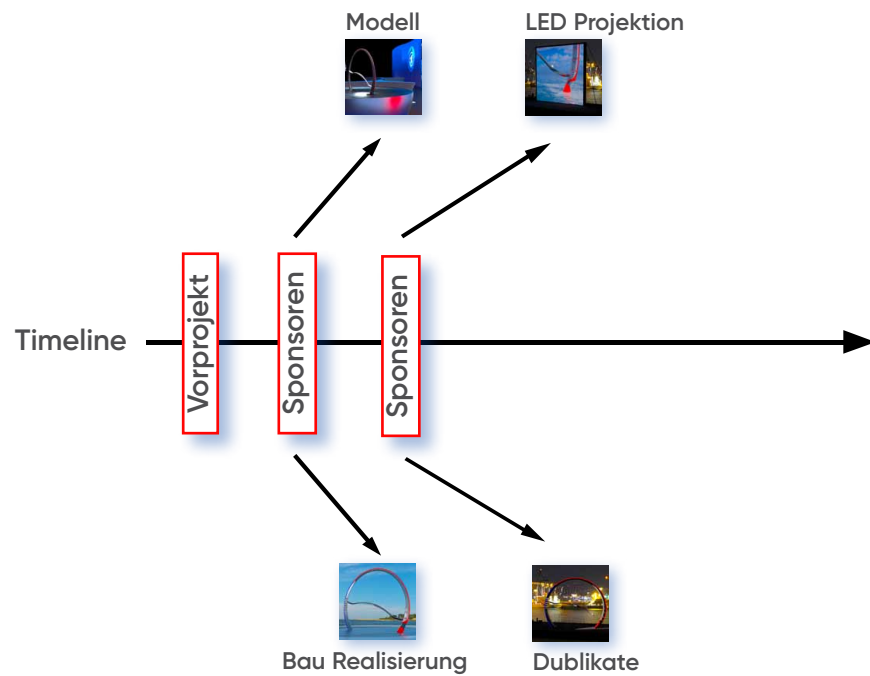 Modell
LED Projektion
Timeline
Vorprojekt
Sponsoren
Sponsoren
Bau Realisierung
Dublikate